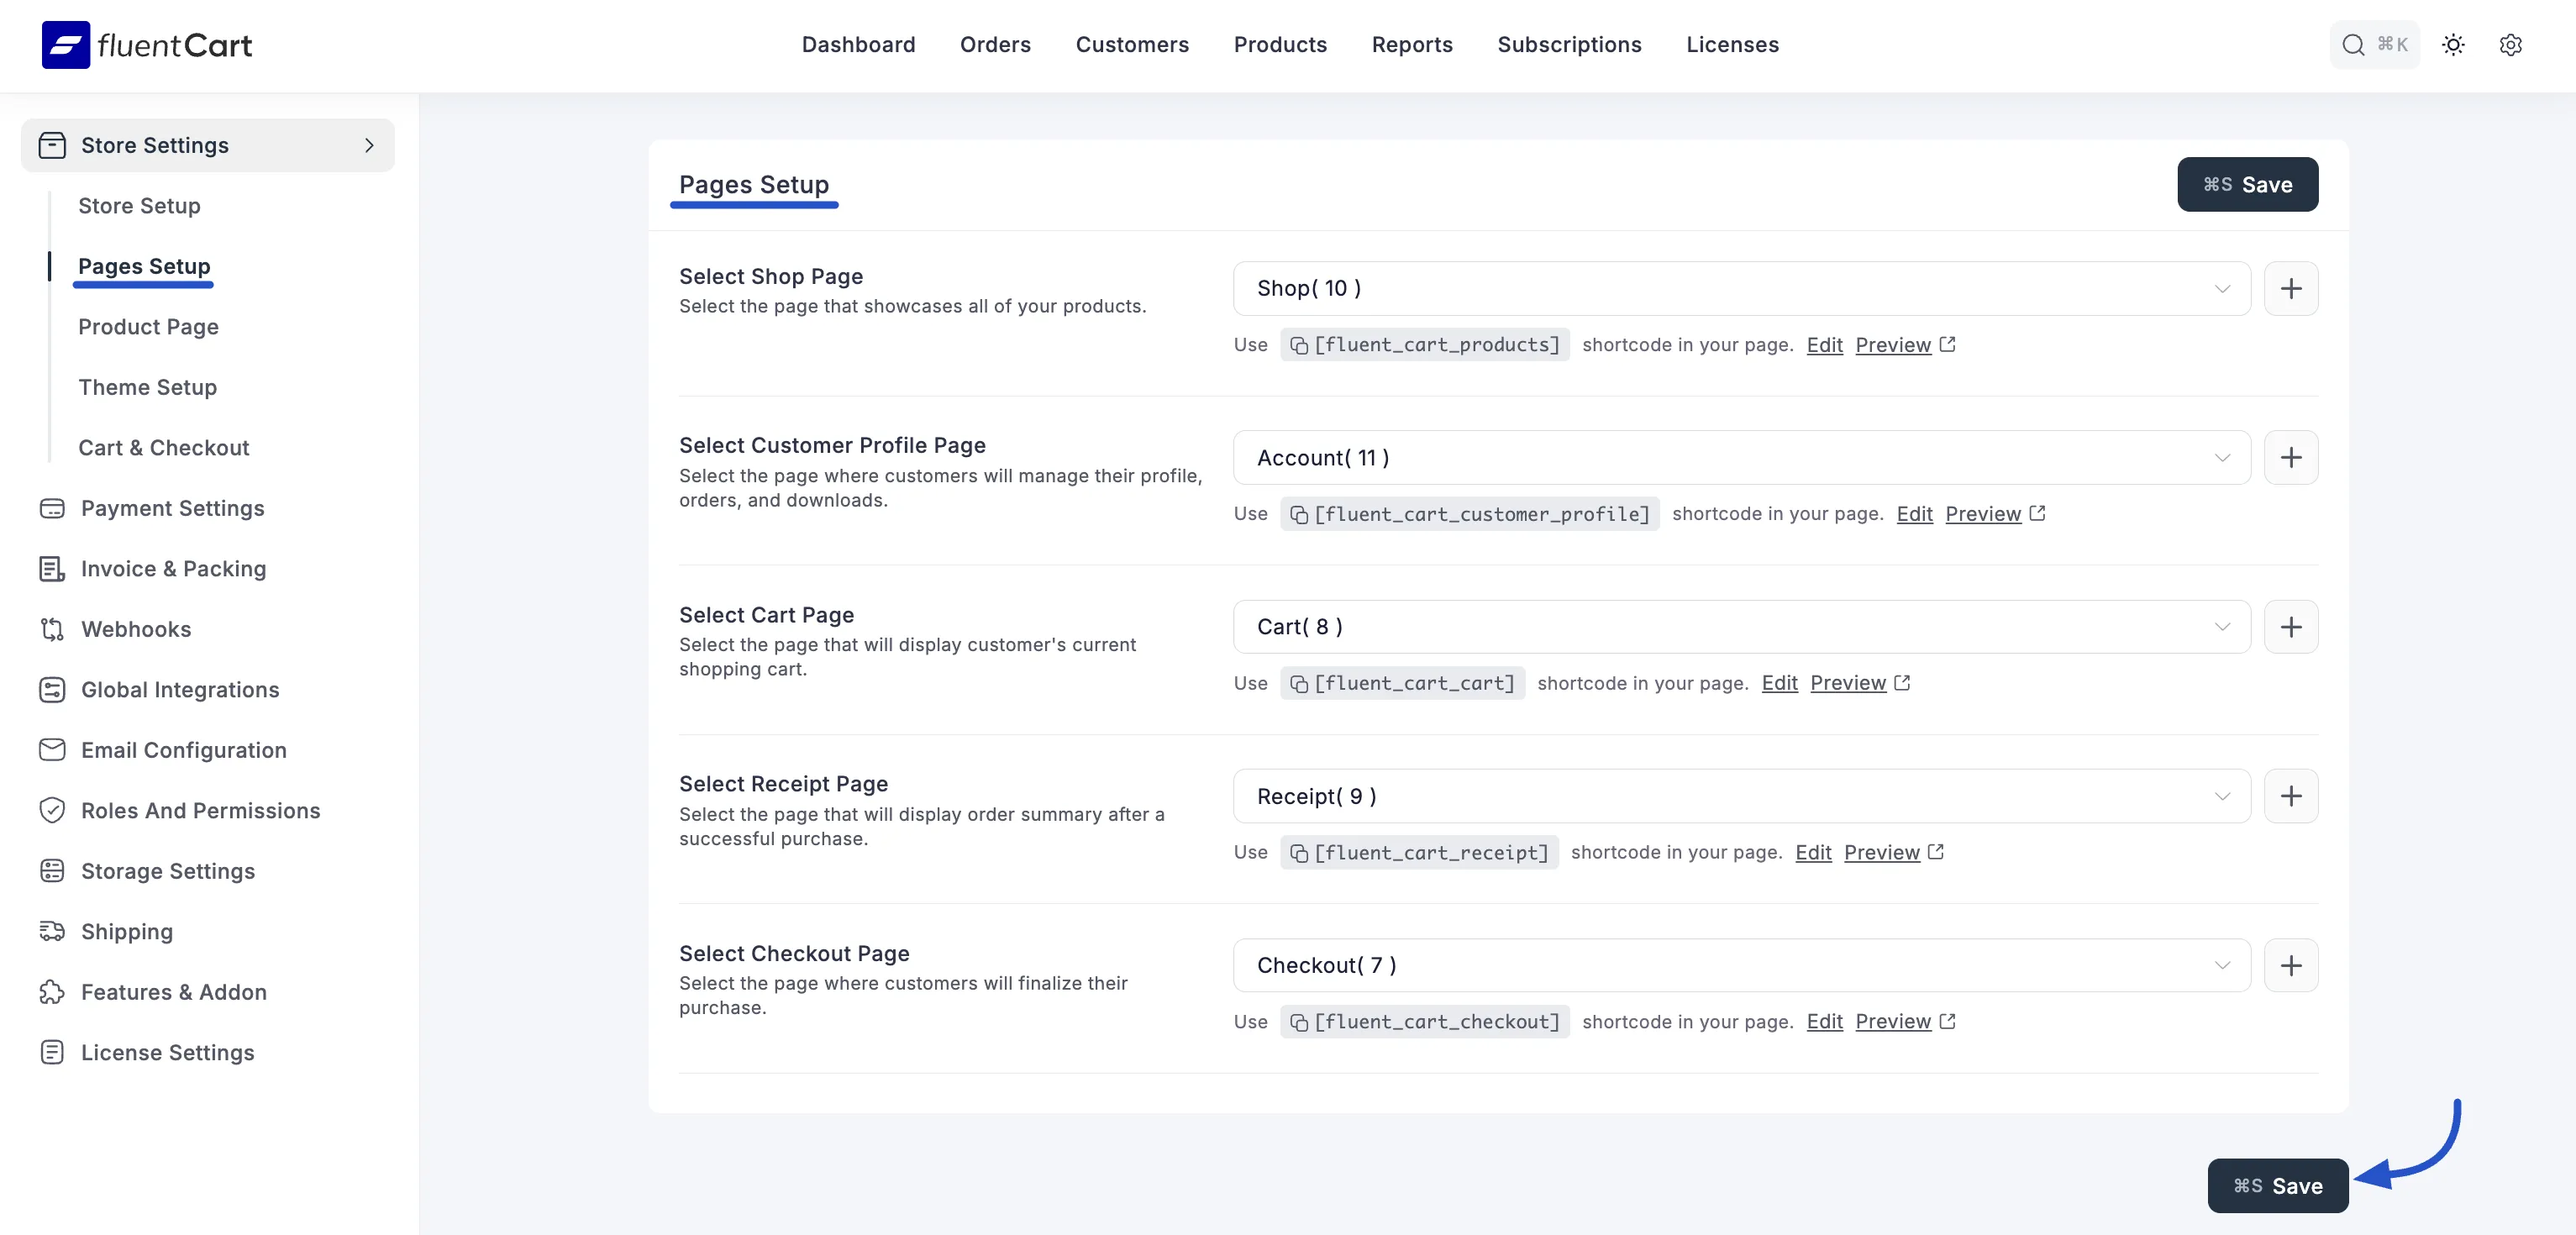 fluentCart
Dashboard Orders Customers Products Reports Subscriptions Licenses
⌘K
Store Settings
Store Setup
Pages Setup
Product Page
Theme Setup
Cart & Checkout
Payment Settings
Invoice & Packing
Webhooks
Global Integrations
Email Configuration
Roles And Permissions
Storage Settings
Shipping
Features & Addon
License Settings
Pages Setup
⌘S Save
Select Shop Page
Select the page that showcases all of your products.
Shop( 10 )
Use [fluent_cart_products] shortcode in your page. Edit Preview
Select Customer Profile Page
Select the page where customers will manage their profile,
orders, and downloads.
Account( 11 )
Use [fluent_cart_customer_profile] shortcode in your page. Edit Preview
Select Cart Page
Select the page that will display customer's current
shopping cart.
Cart( 8 )
Use [fluent_cart_cart] shortcode in your page. Edit Preview
Select Receipt Page
Select the page that will display order summary after a
successful purchase.
Receipt( 9 )
Use [fluent_cart_receipt] shortcode in your page. Edit Preview
Select Checkout Page
Select the page where customers will finalize their
purchase.
Checkout( 7 )
Use [fluent_cart_checkout] shortcode in your page. Edit Preview
⌘S Save